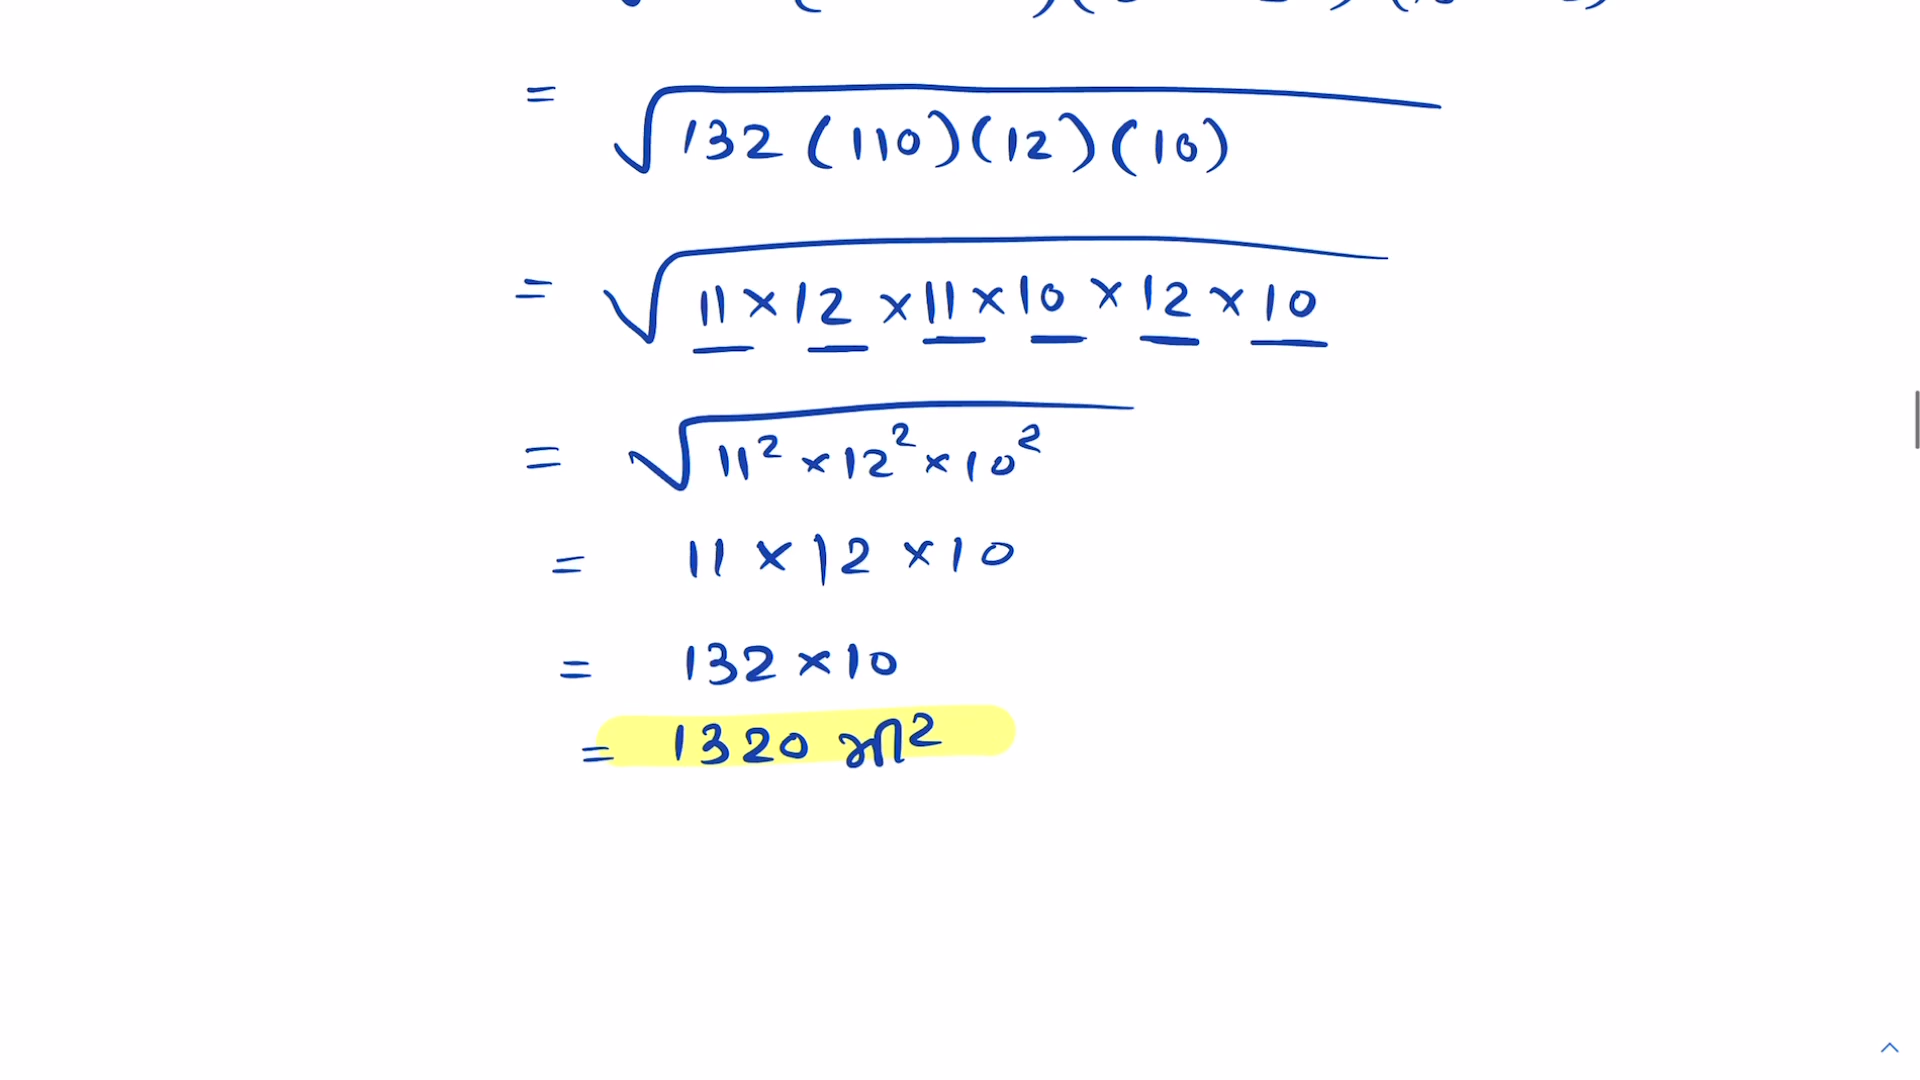 = √132 (110)(12)(10)
= √11 × 12 × 11 × 10 × 12 × 10
= √11² × 12² × 10²
= 11 × 12 × 10
= 132 × 10
= 1320 मी²